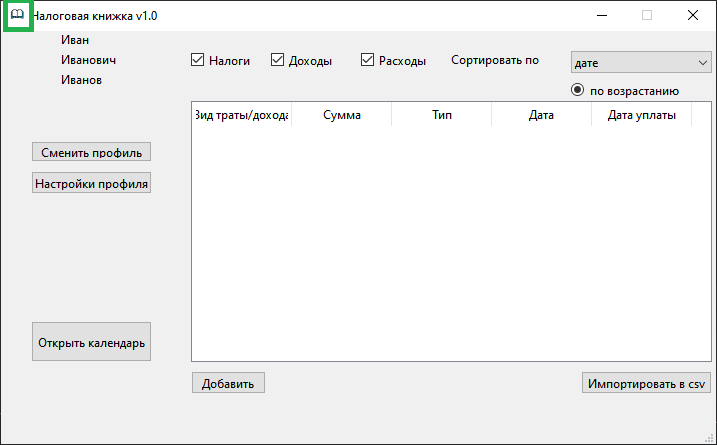 Налоговая книжка v1.0
Иван
Иванович
Иванов
Налоги
Доходы
Расходы
Сортировать по
дате
по возрастанию
Вид траты/дохода
Сумма
Тип
Дата
Дата уплаты
Сменить профиль
Настройки профиля
Открыть календарь
Добавить
Импортировать в csv